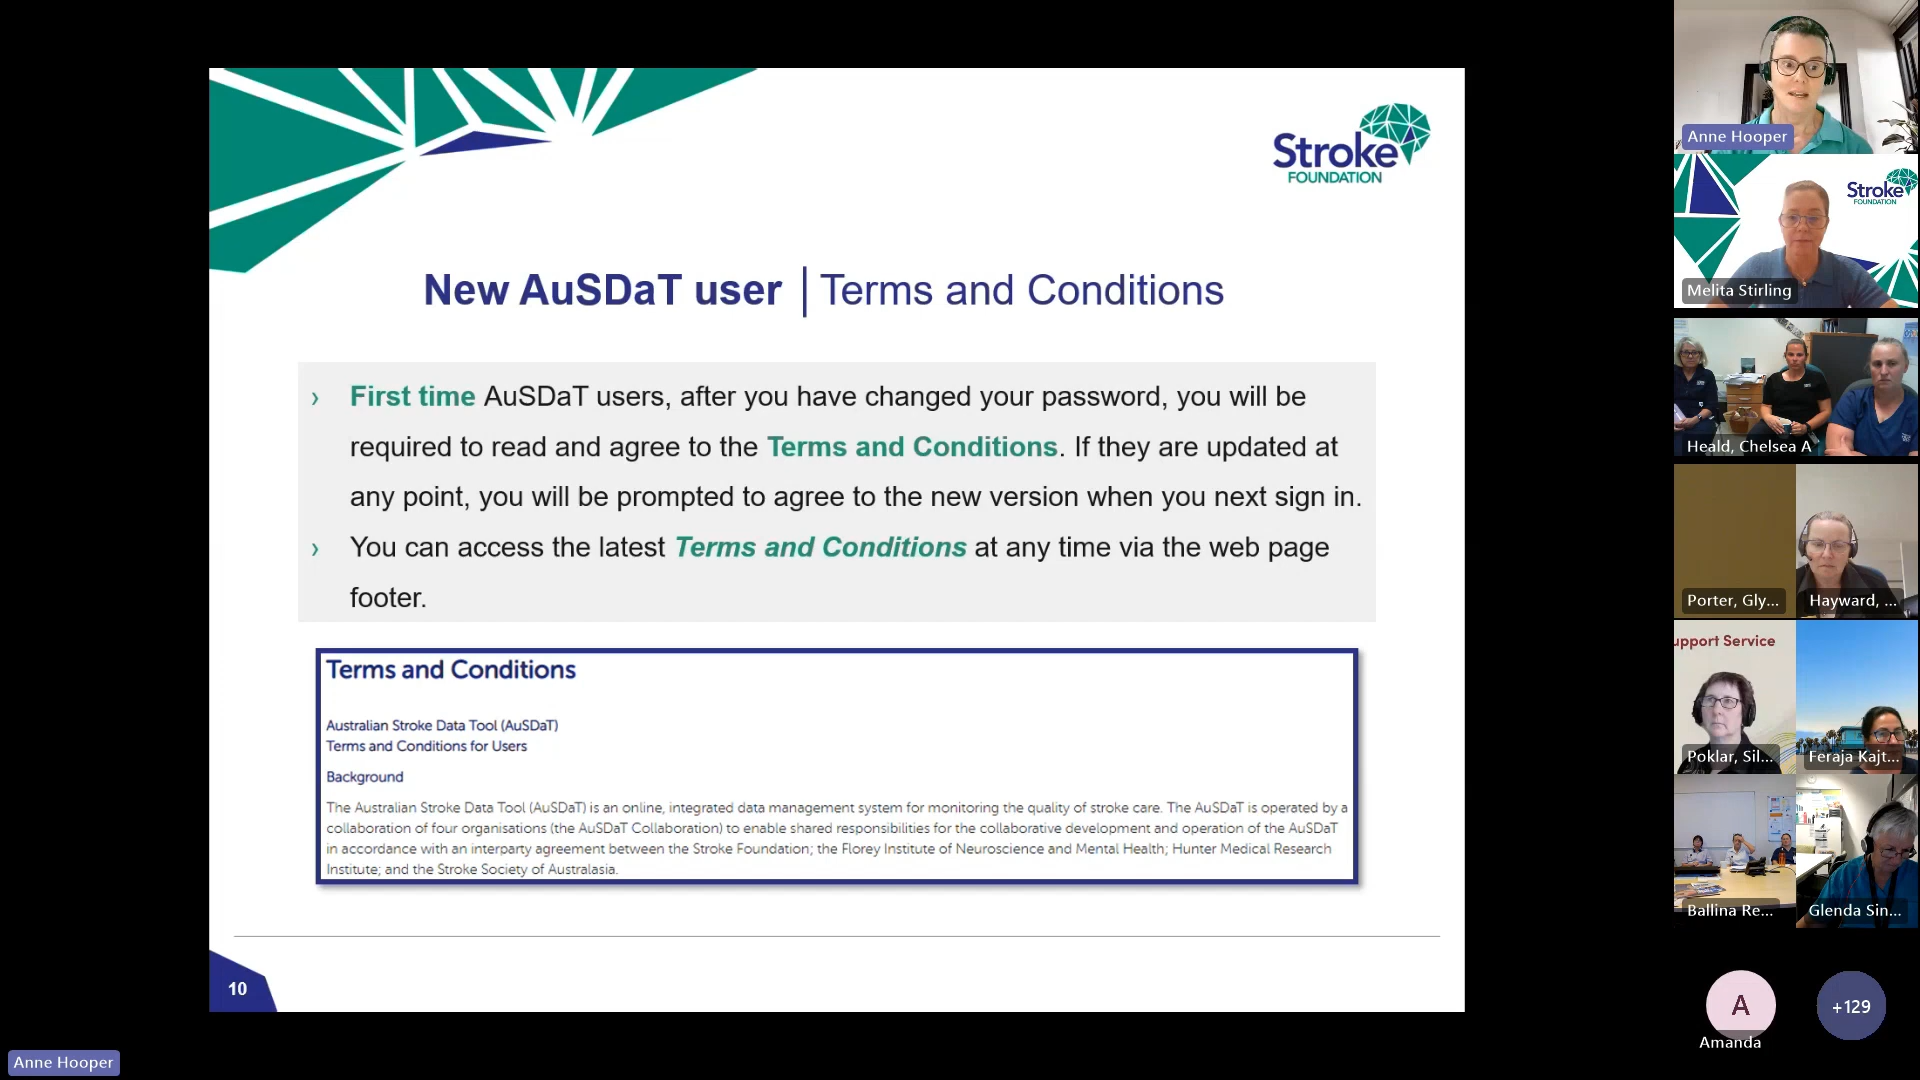 Stroke
FOUNDATION
New AuSDaT user | Terms and Conditions
› First time AuSDaT users, after you have changed your password, you will be
required to read and agree to the Terms and Conditions. If they are updated at
any point, you will be prompted to agree to the new version when you next sign in.
› You can access the latest Terms and Conditions at any time via the web page
footer.
Terms and Conditions
Australian Stroke Data Tool (AuSDaT)
Terms and Conditions for Users
Background
The Australian Stroke Data Tool (AuSDaT) is an online, integrated data management system for monitoring the quality of stroke care. The AuSDaT is operated by a
collaboration of four organisations (the AuSDaT Collaboration) to enable shared responsibilities for the collaborative development and operation of the AuSDaT
in accordance with an interparty agreement between the Stroke Foundation; the Florey Institute of Neuroscience and Mental Health; Hunter Medical Research
Institute; and the Stroke Society of Australasia.
10
Anne Hooper
Anne Hooper
Stroke
FOUNDATION
Melita Stirling
Heald, Chelsea A
Porter, Gly...
Hayward, ...
upport Service
Poklar, Sil...
Feraja Kajt...
Ballina Re...
Glenda Sin...
A
Amanda
+129